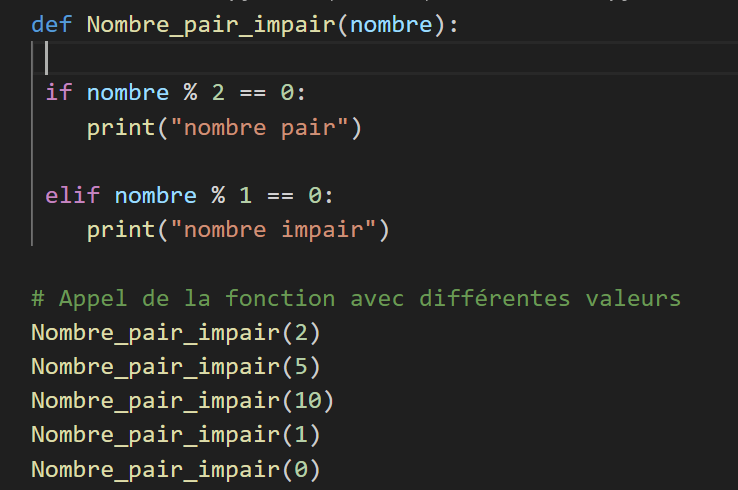 def Nombre_pair_impair(nombre):
if nombre % 2 == 0:
print("nombre pair")
elif nombre % 1 == 0:
print("nombre impair")
# Appel de la fonction avec différentes valeurs
Nombre_pair_impair(2)
Nombre_pair_impair(5)
Nombre_pair_impair(10)
Nombre_pair_impair(1)
Nombre_pair_impair(0)